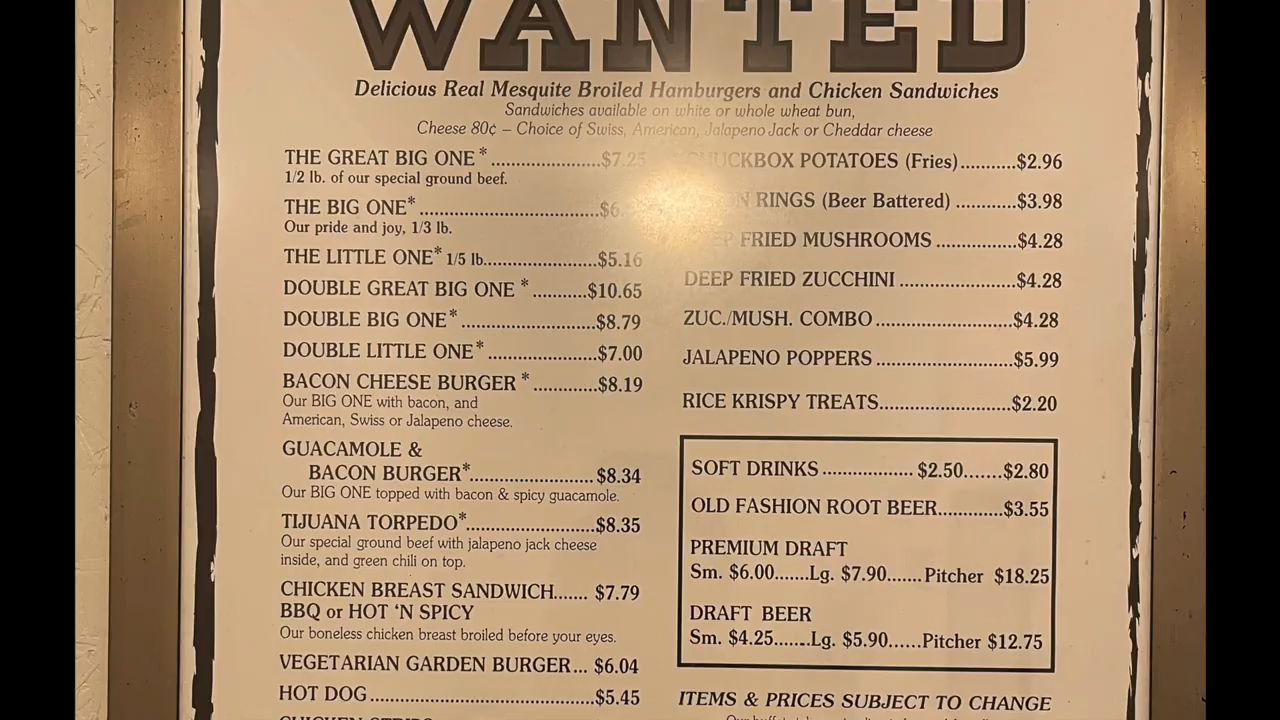 WANTED
Delicious Real Mesquite Broiled Hamburgers and Chicken Sandwiches
Sandwiches available on white or whole wheat bun,
Cheese 80¢ – Choice of Swiss, American, Jalapeno Jack or Cheddar cheese
THE GREAT BIG ONE*..................$7.25
1/2 lb. of our special ground beef.
THE BIG ONE*.............................
Our pride and joy, 1/3 lb.
THE LITTLE ONE* 1/5 lb..................$5.16
DOUBLE GREAT BIG ONE *.........$10.65
DOUBLE BIG ONE*......................$8.79
DOUBLE LITTLE ONE*..................$7.00
BACON CHEESE BURGER *..........$8.19
Our BIG ONE with bacon, and
American, Swiss or Jalapeno cheese.
GUACAMOLE &
BACON BURGER*....................$8.34
Our BIG ONE topped with bacon & spicy guacamole.
TIJUANA TORPEDO*.....................$8.35
Our special ground beef with jalapeno jack cheese
inside, and green chili on top.
CHICKEN BREAST SANDWICH....... $7.79
BBQ or HOT ‘N SPICY
Our boneless chicken breast broiled before your eyes.
VEGETARIAN GARDEN BURGER... $6.04
HOT DOG.....................................$5.45
POTATOES (Fries)..........$2.96
RINGS (Beer Battered) ...........$3.98
FRIED MUSHROOMS ...............$4.28
DEEP FRIED ZUCCHINI .....................$4.28
ZUC./MUSH. COMBO...........................$4.28
JALAPENO POPPERS.........................$5.99
RICE KRISPY TREATS.........................$2.20
SOFT DRINKS................ $2.50.......$2.80
OLD FASHION ROOT BEER............$3.55
PREMIUM DRAFT
Sm. $6.00.......Lg. $7.90....... Pitcher $18.25
DRAFT BEER
Sm. $4.25.......Lg. $5.90......Pitcher $12.75
ITEMS & PRICES SUBJECT TO CHANGE